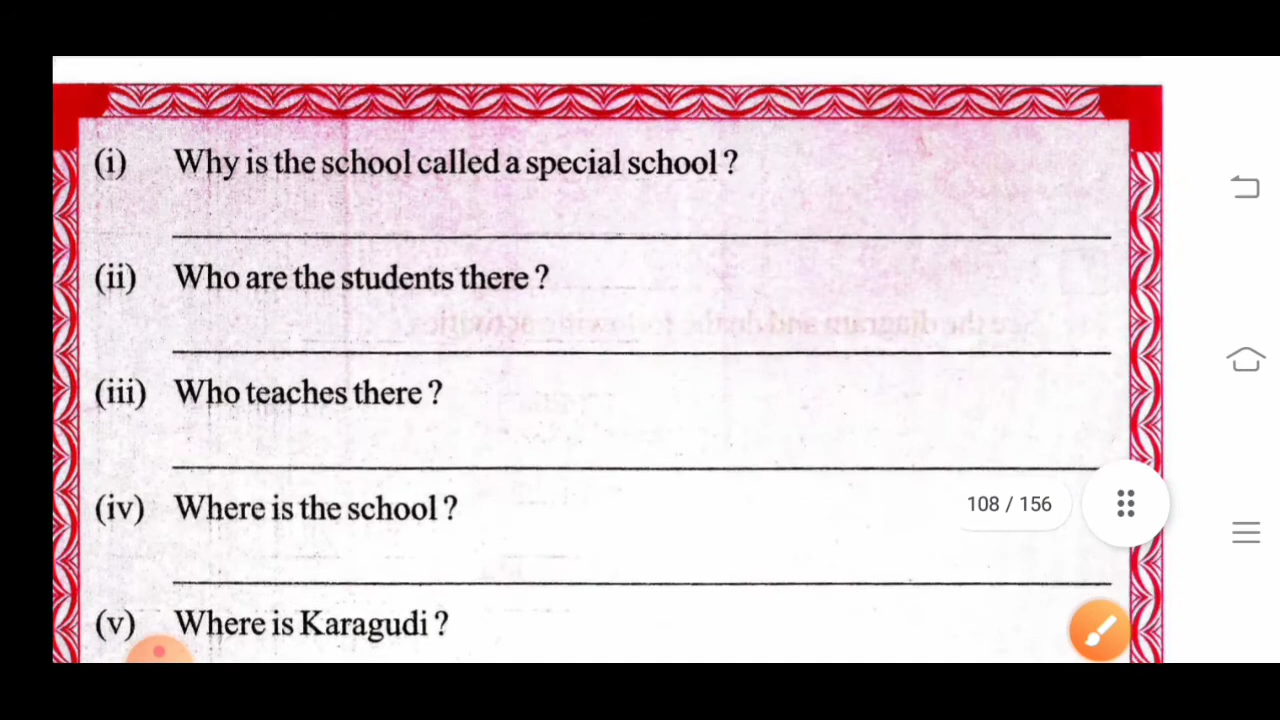 (i) Why is the school called a special school ?
(ii) Who are the students there ?
(iii) Who teaches there ?
(iv) Where is the school ?
108 / 156
(v) Where is Karagudi ?